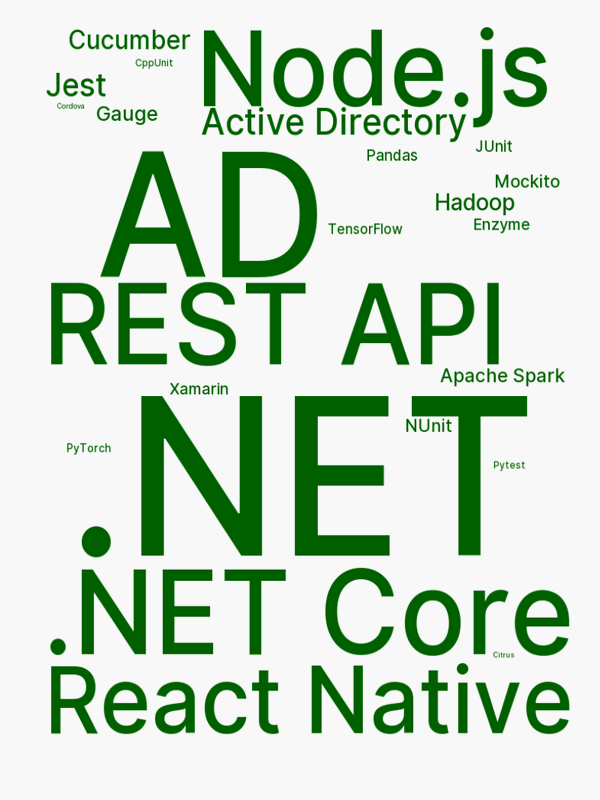 Cucumber
Node.js
CppUnit
Jest
Cordova
Gauge
Active Directory
JUnit
Pandas
AD
Mockito
Hadoop
Enzyme
TensorFlow
REST API
Apache Spark
Xamarin
.NET
NUnit
PyTorch
Pytest
.NET Core
Citrus
React Native